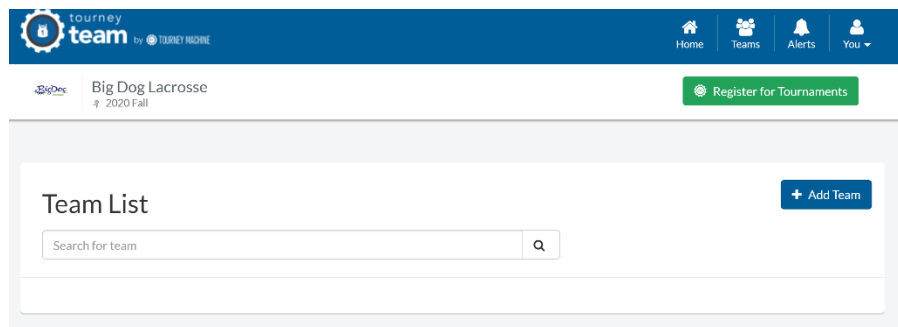 tourney
team by TOURNEY MACHINE
Home Teams Alerts You
BigDog Big Dog Lacrosse
2020 Fall
Register for Tournaments
Team List
+ Add Team
Search for team